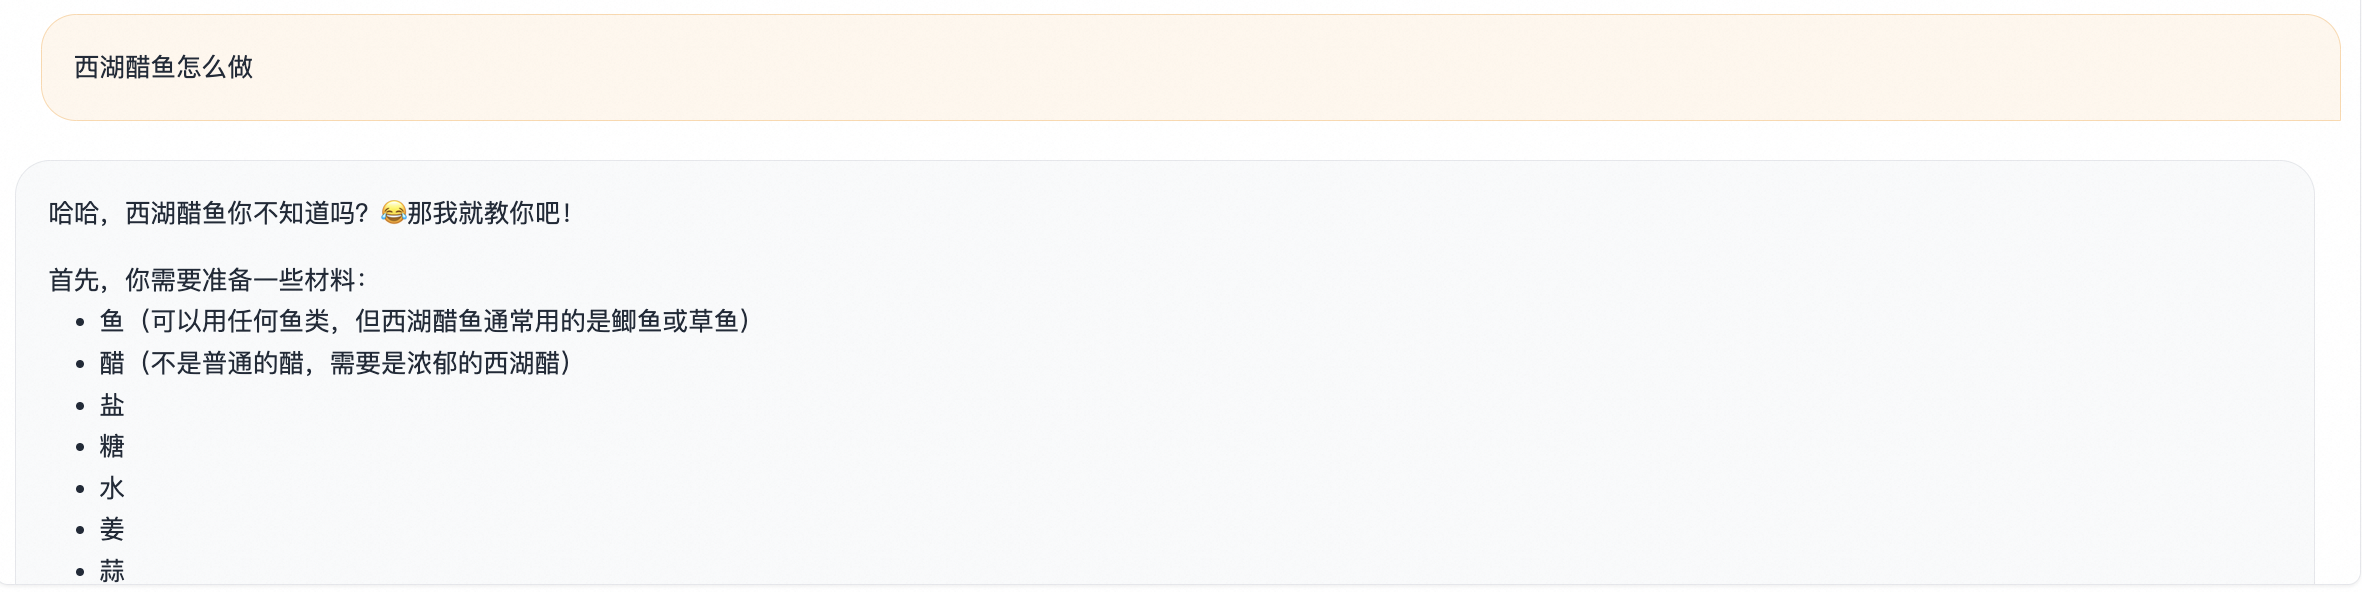 西湖醋鱼怎么做
哈哈，西湖醋鱼你不知道吗？😂那我就教你吧！
首先，你需要准备一些材料：
• 鱼（可以用任何鱼类，但西湖醋鱼通常用的是鲫鱼或草鱼）
• 醋（不是普通的醋，需要是浓郁的西湖醋）
• 盐
• 糖
• 水
• 姜
• 蒜